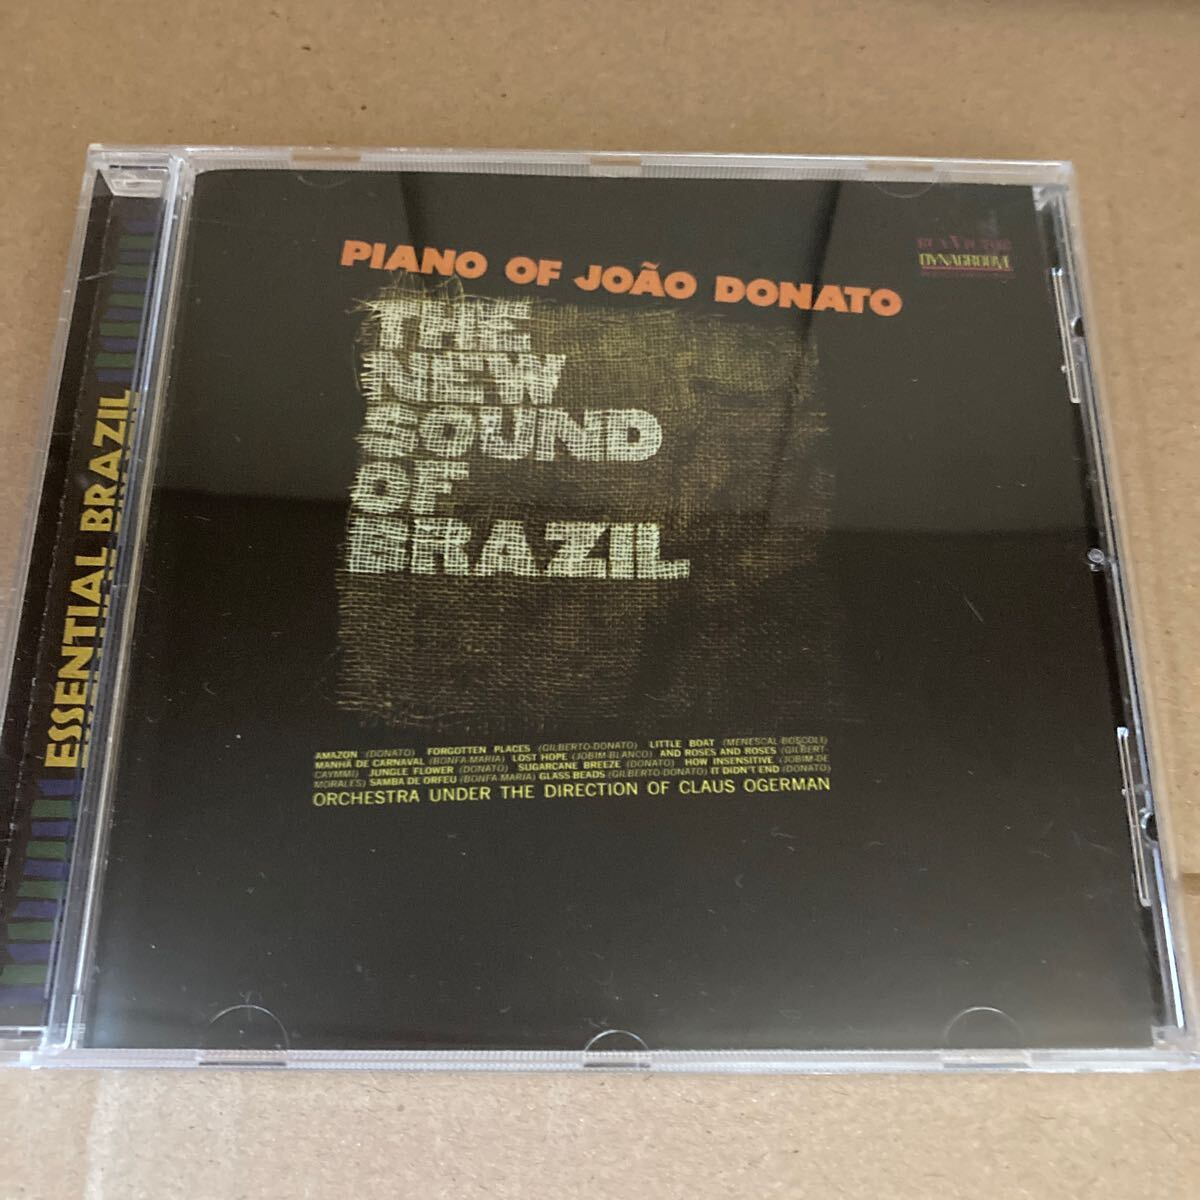 ESSENTIAL BRAZIL
RCA VICTOR
DYNAGROOVE
PIANO OF JOÃO DONATO
THE
NEW
SOUND
OF
BRAZIL
AMAZON (DONATO) FORGOTTEN PLACES (GILBERTO-DONATO) LITTLE BOAT (MENESCAL-BOSCOLI)
MANHÃ DE CARNAVAL (BONFA-MARIA) LOST HOPE (JOBIM-BLANCO) AND ROSES AND ROSES (GILBERT-
CAYMMI) JUNGLE FLOWER (DONATO) SUGARCANE BREEZE (DONATO) HOW INSENSITIVE (JOBIM-DE
MORALES) SAMBA DE ORFEU (BONFA-MARIA) GLASS BEADS (GILBERTO-DONATO) IT DIDN'T END (DONATO)
ORCHESTRA UNDER THE DIRECTION OF CLAUS OGERMAN